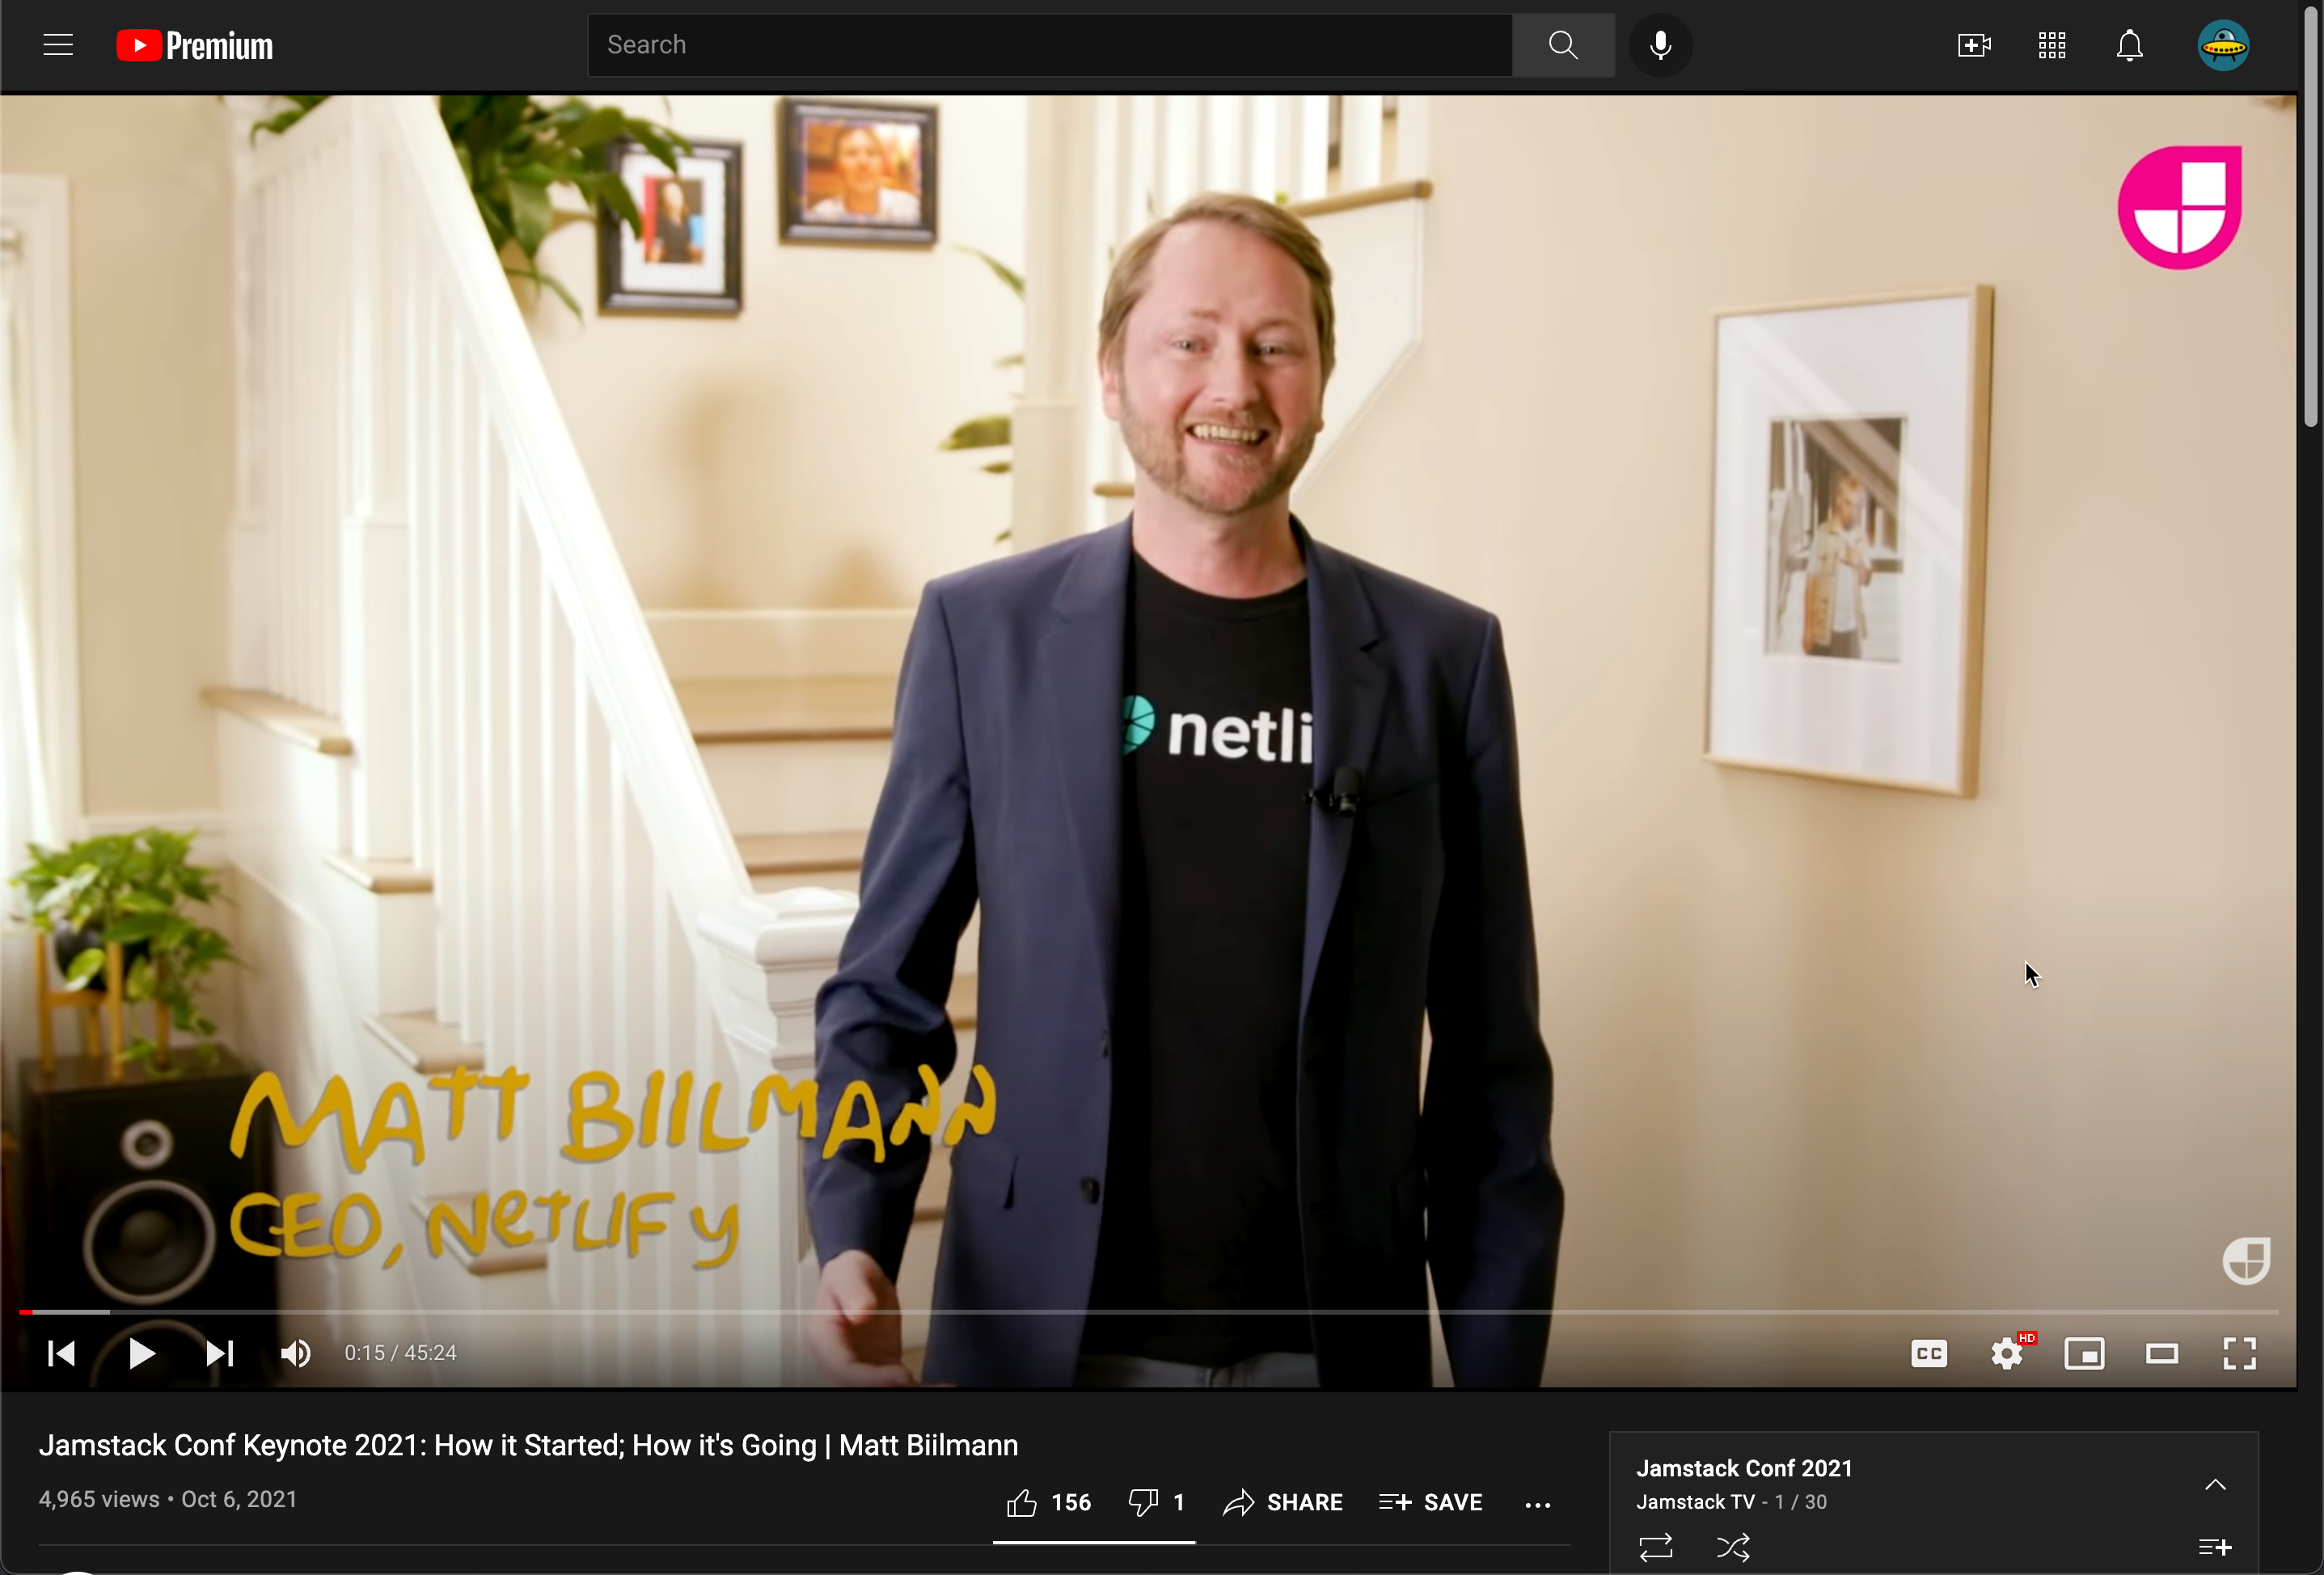 Premium
Search
netli
MATT BIILMANN
CEO, NETLIFY
0:15 / 45:24
CC
HD
Jamstack Conf Keynote 2021: How it Started; How it's Going | Matt Biilmann
4,965 views • Oct 6, 2021
156
1
SHARE
SAVE
Jamstack Conf 2021
Jamstack TV - 1 / 30